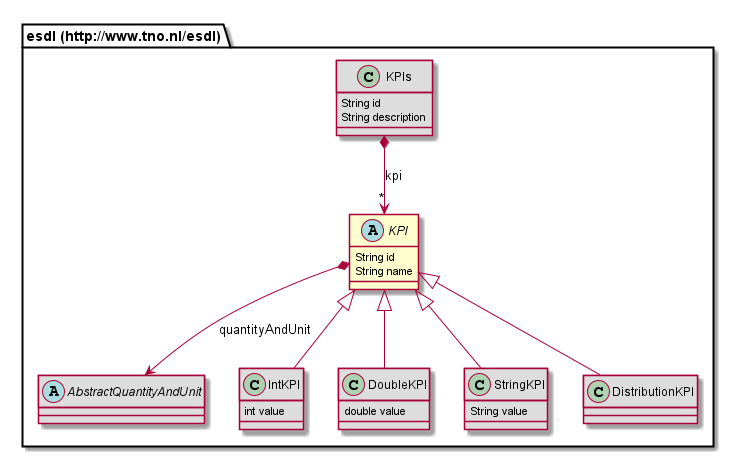 esdl (http://www.tno.nl/esdl)
C KPIs
String id
String description
kpi
*
A KPI
String id
String name
quantityAndUnit
A AbstractQuantityAndUnit
C IntKPI
int value
C DoubleKPI
double value
C StringKPI
String value
C DistributionKPI